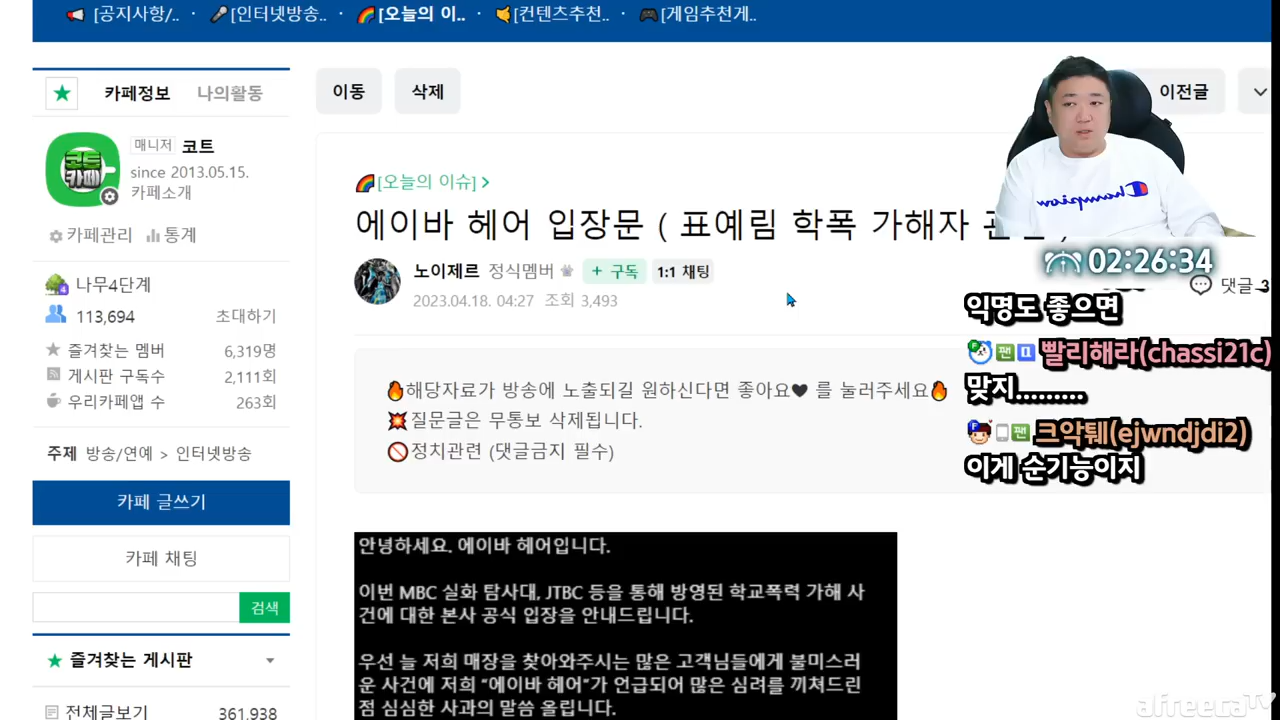 [공지사항/..
[인터넷방송..
[오늘의 이..
[컨텐츠추천..
[게임추천게..
카페정보
나의활동
이동
삭제
이전글
매니저 코트
since 2013.05.15.
카페소개
카페관리
통계
나무4단계
113,694
초대하기
즐겨찾는 멤버
6,319명
게시판 구독수
2,111회
우리카페앱 수
263회
주제 방송/연예 > 인터넷방송
카페 글쓰기
카페 채팅
검색
즐겨찾는 게시판
전체글보기
361,938
[오늘의 이슈]
에이바 헤어 입장문 ( 표예림 학폭 가해자
노이제르 정식멤버
+ 구독
1:1 채팅
2023.04.18. 04:27 조회 3,493
댓글 3
해당자료가 방송에 노출되길 원하신다면 좋아요🖤 를 눌러주세요
질문글은 무통보 삭제됩니다.
정치관련 (댓글금지 필수)
안녕하세요. 에이바 헤어입니다.
이번 MBC 실화 탐사대, JTBC 등을 통해 방영된 학교폭력 가해 사
건에 대한 본사 공식 입장을 안내드립니다.
우선 늘 저희 매장을 찾아와주시는 많은 고객님들에게 불미스러
운 사건에 저희 “에이바 헤어”가 언급되어 많은 심려를 끼쳐드린
점 심심한 사과의 말씀 올립니다.
Champion
02:26:34
익명도 좋으면
빨리해라(chassi21c)
맞지.........
크악퉤(ejwndjdi2)
이게 순기능이지
afreecaTV